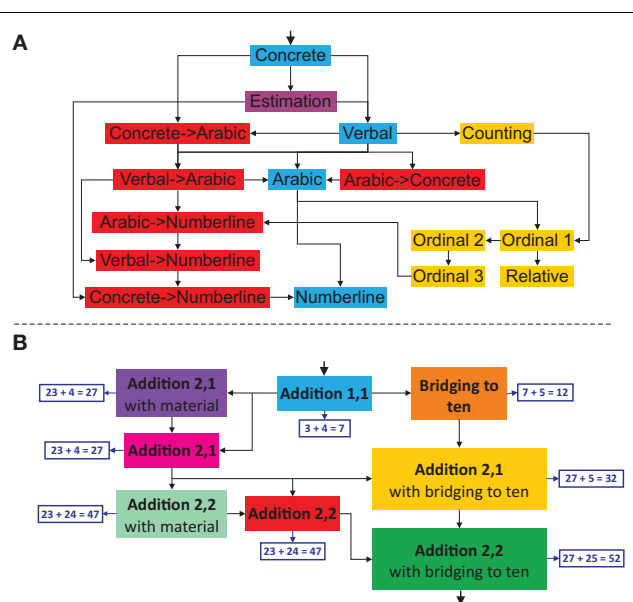 A
Concrete
Estimation
Concrete->Arabic
Verbal
Counting
Verbal->Arabic
Arabic
Arabic->Concrete
Arabic->Numberline
Ordinal 2
Ordinal 1
Verbal->Numberline
Ordinal 3
Relative
Concrete->Numberline
Numberline
B
23 + 4 = 27
Addition 2,1
with material
Addition 1,1
Bridging to
ten
7 + 5 = 12
3 + 4 = 7
23 + 4 = 27
Addition 2,1
Addition 2,1
with bridging to ten
27 + 5 = 32
23 + 24 = 47
Addition 2,2
with material
Addition 2,2
23 + 24 = 47
Addition 2,2
with bridging to ten
27 + 25 = 52